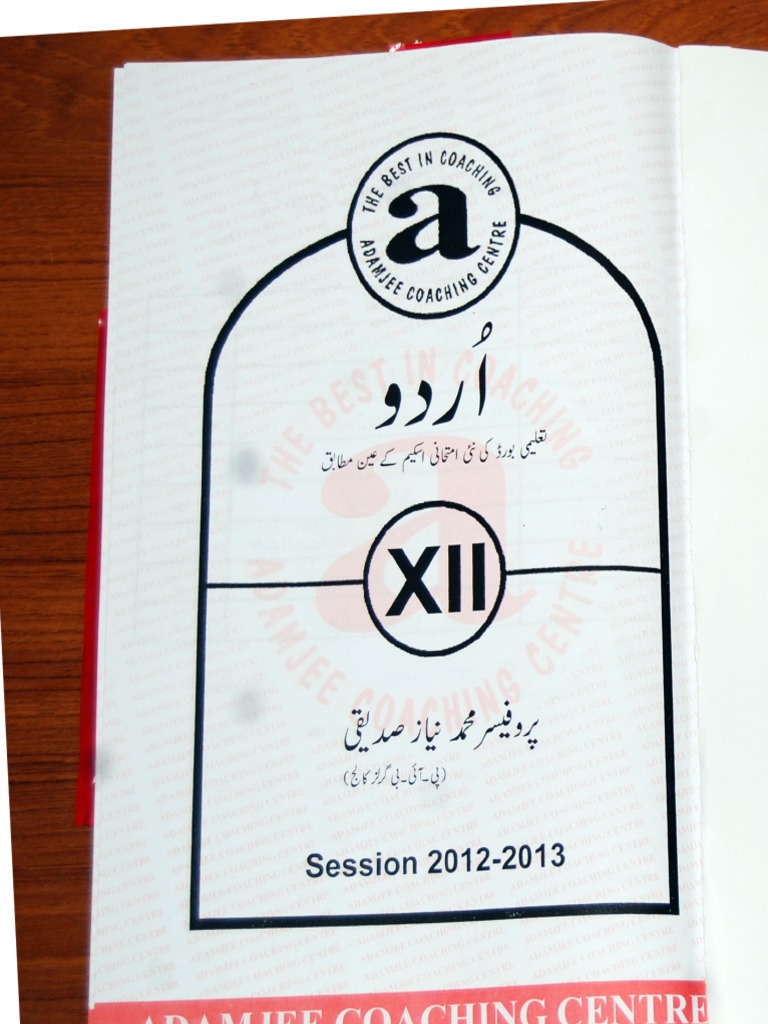 THE BEST IN COACHING
a
ADAMJEE COACHING CENTRE
اُردو
تعلیمی بورڈ کی نئی امتحانی اسکیم کے عین مطابق
XII
پروفیسر محمد نیاز صدیقی
(پی۔آئی۔بی گرلز کالج)
Session 2012-2013
ADAMJEE COACHING CENTRE